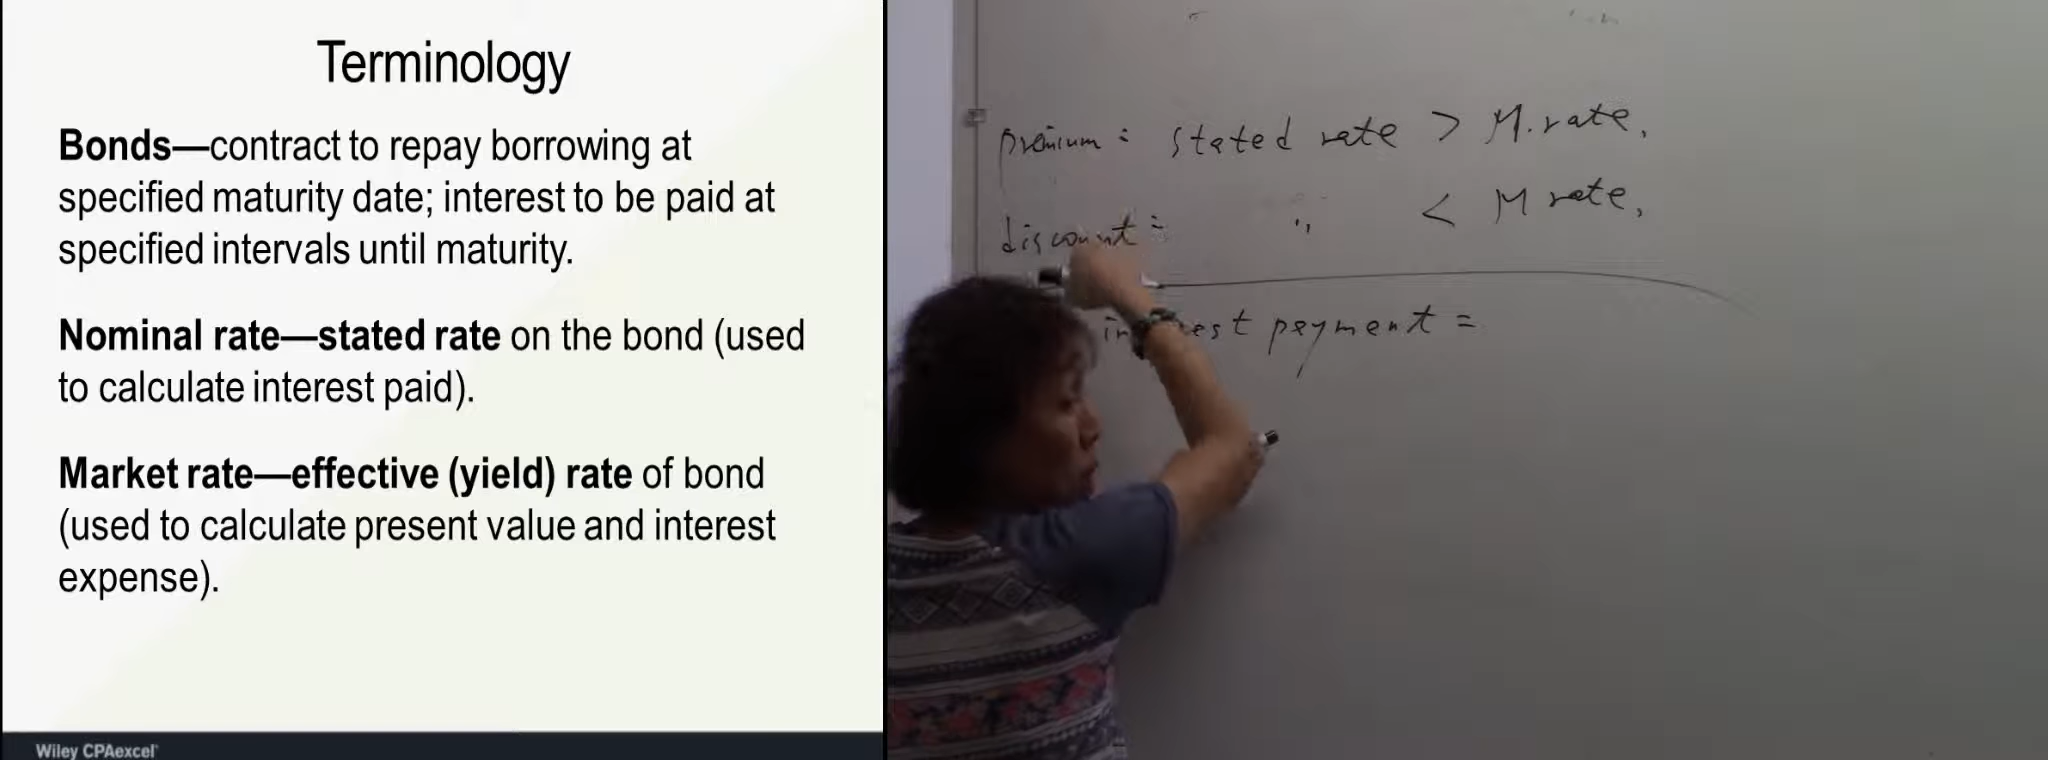 Terminology
Bonds—contract to repay borrowing at
specified maturity date; interest to be paid at
specified intervals until maturity.
Nominal rate—stated rate on the bond (used
to calculate interest paid).
Market rate—effective (yield) rate of bond
(used to calculate present value and interest
expense).
Wiley CPAexcel
premium: stated rate > M. rate,
discount: " < M rate,
payment =